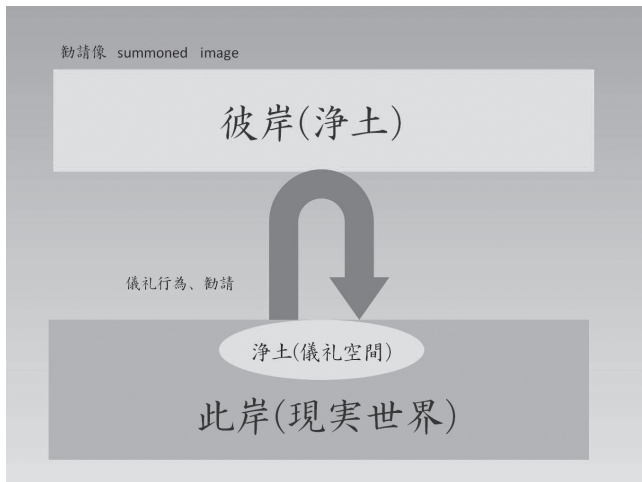 勧請像 summoned image
彼岸(浄土)
儀礼行為、勧請
浄土(儀礼空間)
此岸(現実世界)